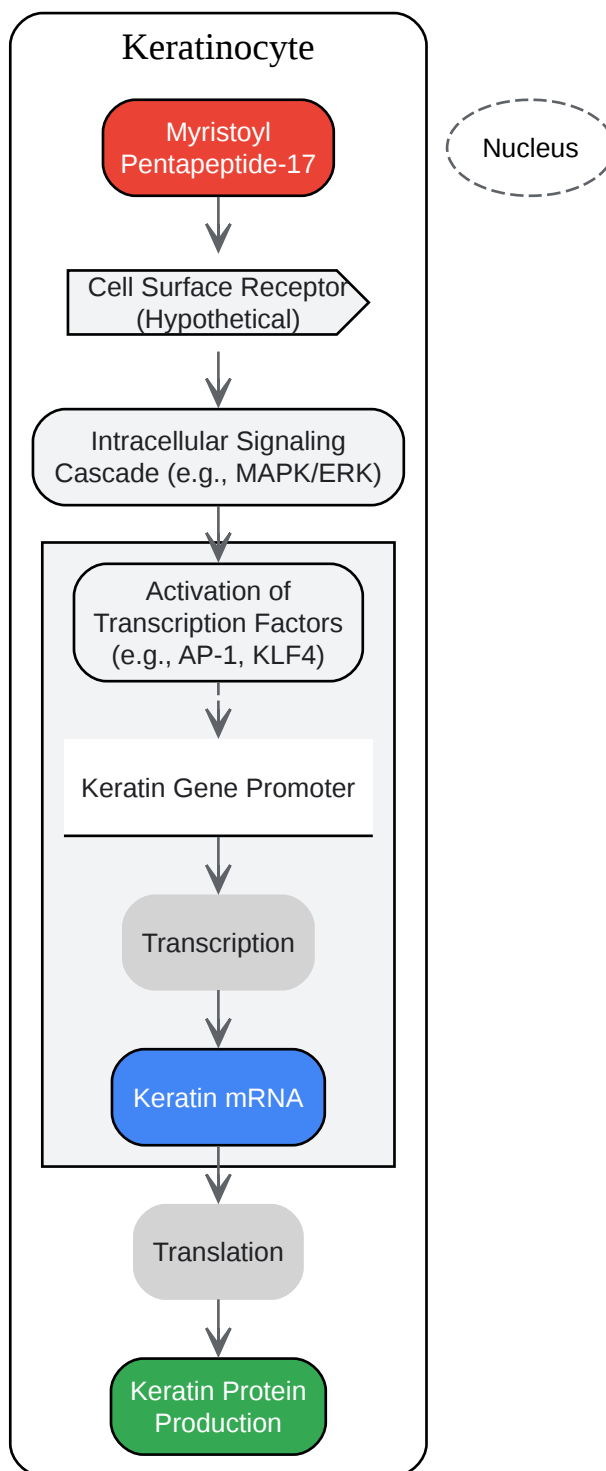 Keratinocyte
Myristoyl
Pentapeptide-17
Nucleus
Cell Surface Receptor
(Hypothetical)
Intracellular Signaling
Cascade (e.g., MAPK/ERK)
Activation of
Transcription Factors
(e.g., AP-1, KLF4)
Keratin Gene Promoter
Transcription
Keratin mRNA
Translation
Keratin Protein
Production